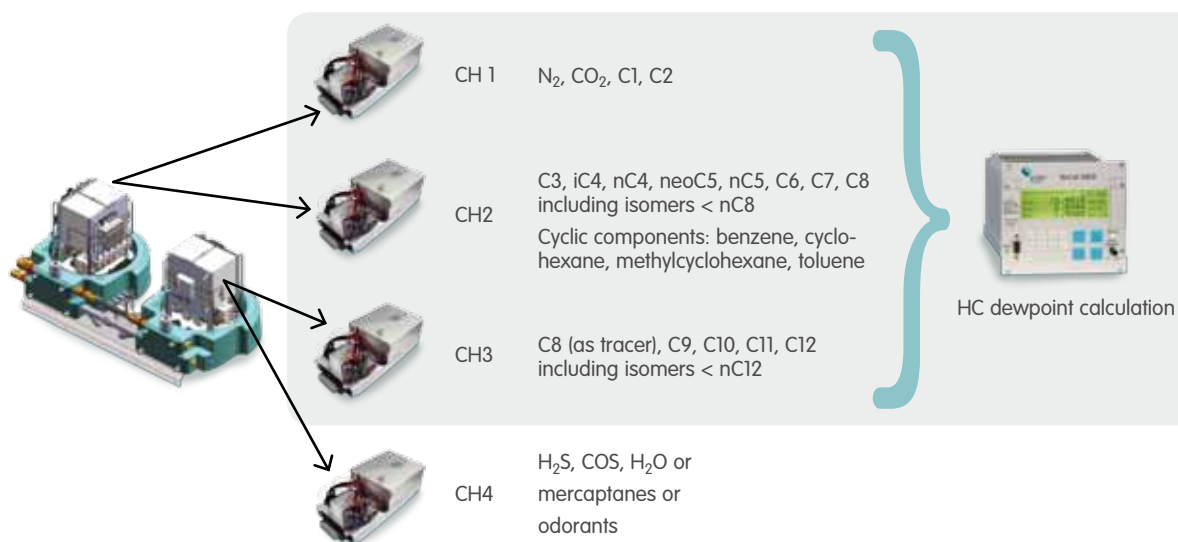 CH 1
N₂, CO₂, C1, C2
CH2
C3, iC4, nC4, neoC5, nC5, C6, C7, C8
including isomers < nC8
Cyclic components: benzene, cyclo-
hexane, methylcyclohexane, toluene
CH3
C8 (as tracer), C9, C10, C11, C12
including isomers < nC12
HC dewpoint calculation
CH4
H₂S, COS, H₂O or
mercaptanes or
odorants